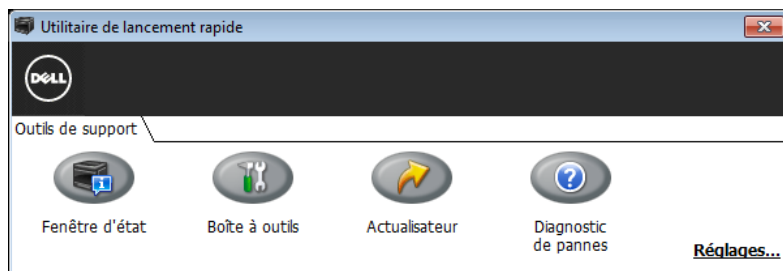 Utilitaire de lancement rapide
DELL
Outils de support
Fenêtre d'état
Boîte à outils
Actualisateur
Diagnostic
de pannes
Réglages...